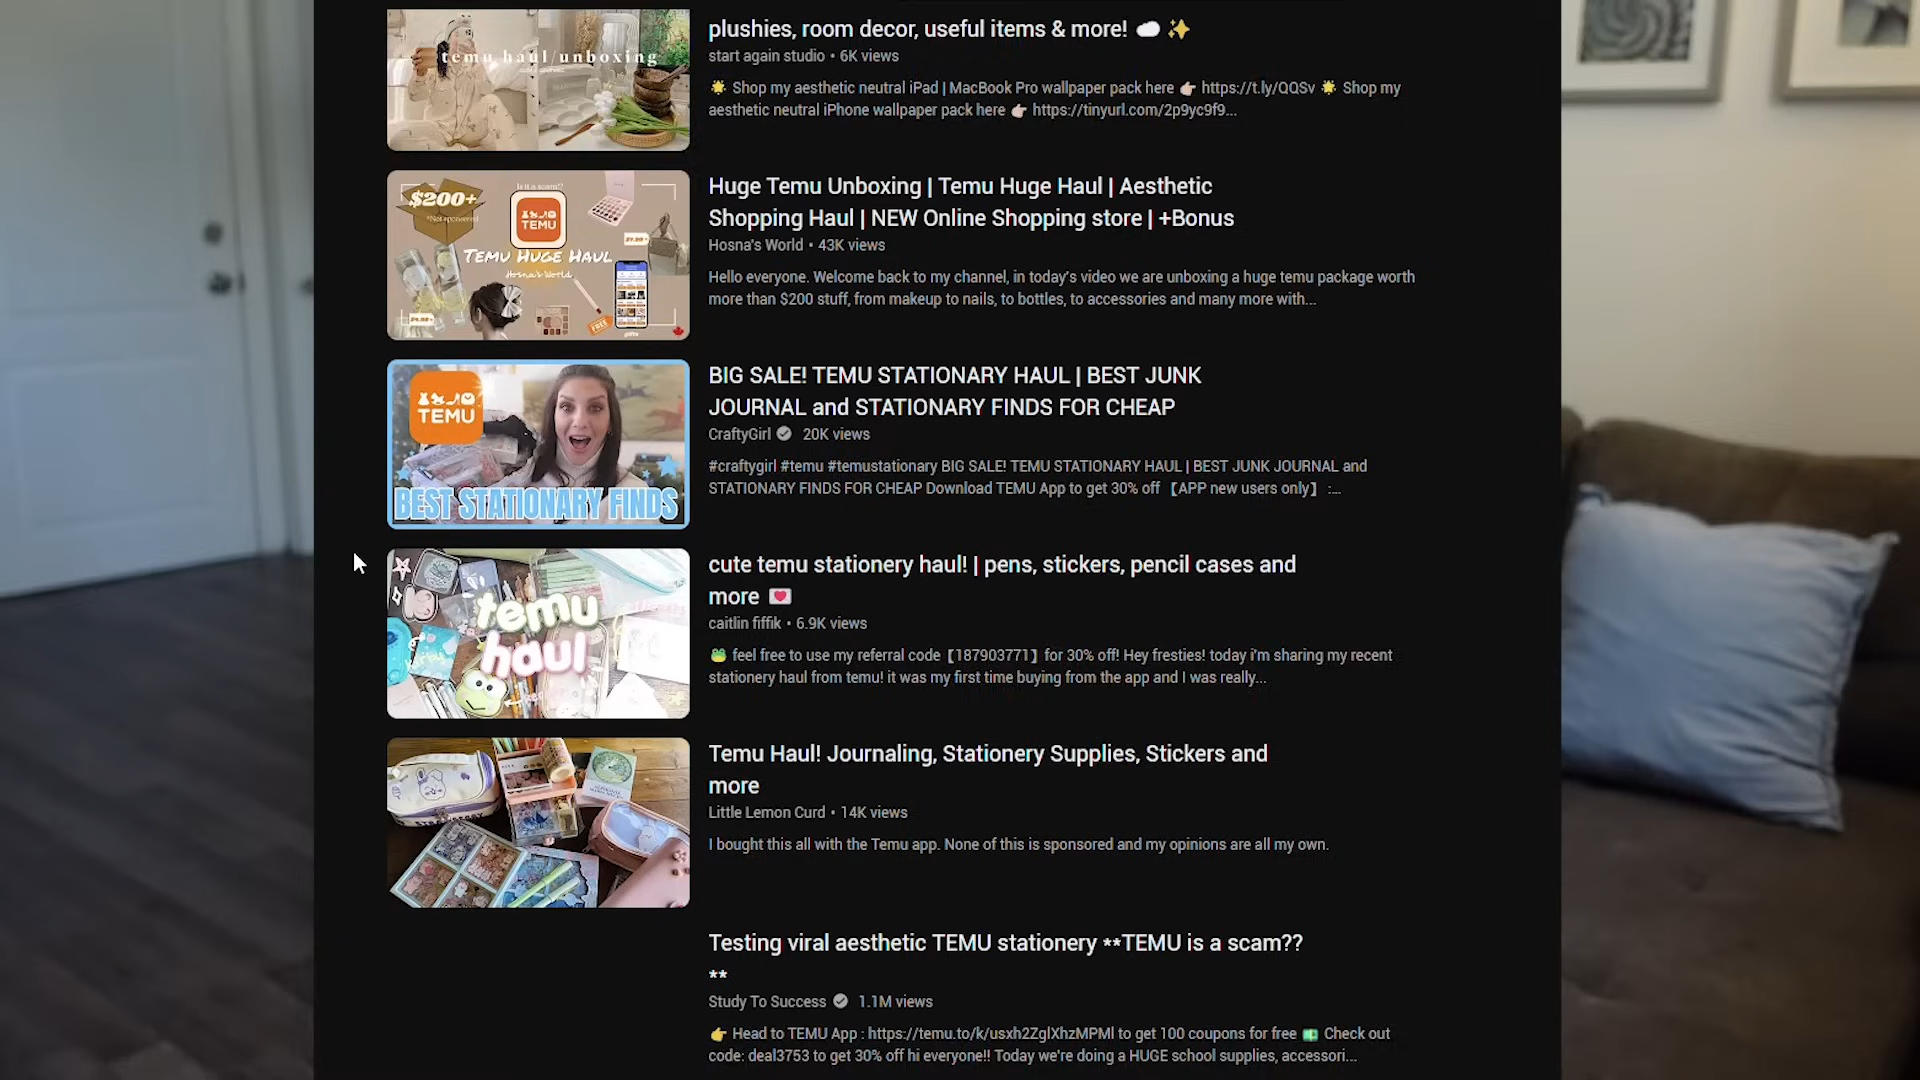 temu haul/unboxing
plushies, room decor, useful items & more! ☁️ ✨
start again studio • 6K views
🌟 Shop my aesthetic neutral iPad | MacBook Pro wallpaper pack here 👉🏻 https://t.ly/QQSv 🌟 Shop my
aesthetic neutral iPhone wallpaper pack here 👉🏻 https://tinyurl.com/2p9yc9f9...
Is it a scam!?
$200+
*Not sponsored
TEMU
TEMU HUGE HAUL
Hosna's World
FREE
gifts
Huge Temu Unboxing | Temu Huge Haul | Aesthetic
Shopping Haul | NEW Online Shopping store | +Bonus
Hosna's World • 43K views
Hello everyone. Welcome back to my channel, in today's video we are unboxing a huge temu package worth
more than $200 stuff, from makeup to nails, to bottles, to accessories and many more with...
TEMU
BEST STATIONARY FINDS
BIG SALE! TEMU STATIONARY HAUL | BEST JUNK
JOURNAL and STATIONARY FINDS FOR CHEAP
CraftyGirl 20K views
#craftygirl #temu #temustationary BIG SALE! TEMU STATIONARY HAUL | BEST JUNK JOURNAL and
STATIONARY FINDS FOR CHEAP Download TEMU App to get 30% off 【APP new users only】 :...
temu
haul
cute temu stationery haul! | pens, stickers, pencil cases and
more 💌
caitlin fiffik • 6.9K views
🐸 feel free to use my referral code【187903771】for 30% off! Hey fresties! today i'm sharing my recent
stationery haul from temu! it was my first time buying from the app and I was really...
Temu Haul! Journaling, Stationery Supplies, Stickers and
more
Little Lemon Curd • 14K views
I bought this all with the Temu app. None of this is sponsored and my opinions are all my own.
Testing viral aesthetic TEMU stationery **TEMU is a scam??
**
Study To Success 1.1M views
👉 Head to TEMU App : https://temu.to/k/usxh2ZglXhzMPMl to get 100 coupons for free 💵 Check out
code: deal3753 to get 30% off hi everyone!! Today we're doing a HUGE school supplies, accessori...